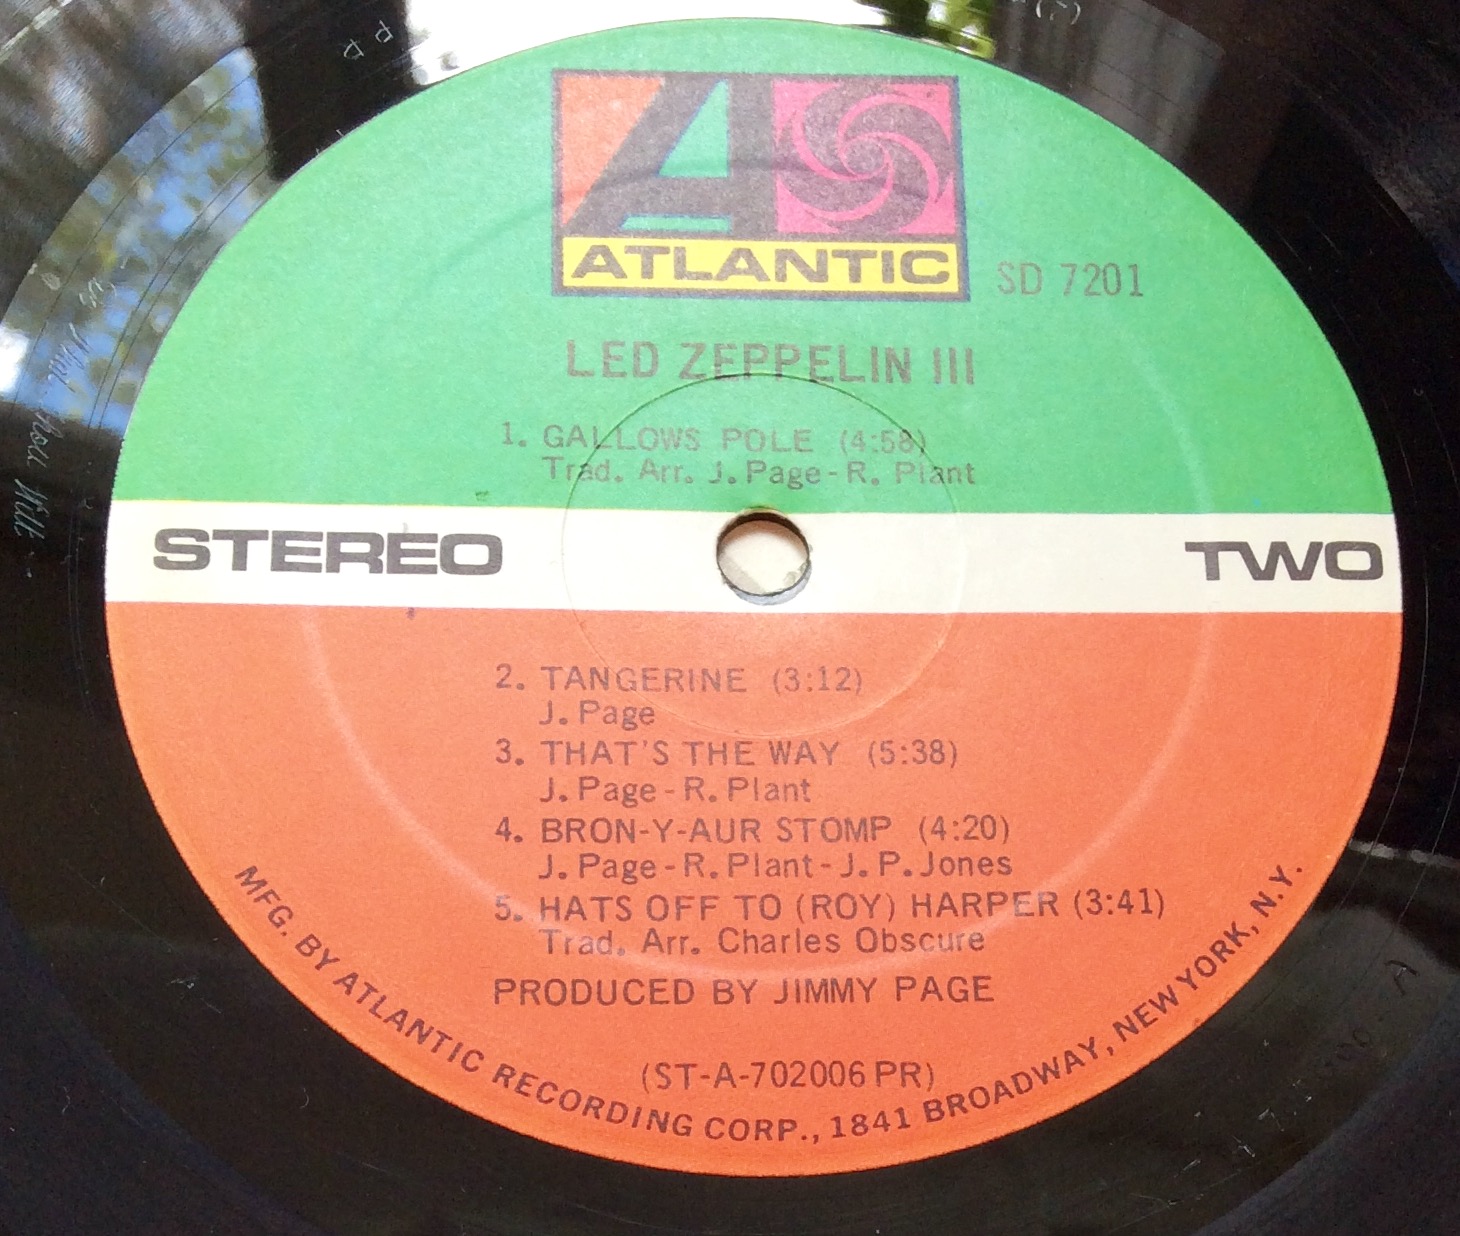 ATLANTIC
SD 7201
LED ZEPPELIN III
1. GALLOWS POLE (4:58)
Trad. Arr. J. Page - R. Plant
STEREO
TWO
2. TANGERINE (3:12)
J. Page
3. THAT'S THE WAY (5:38)
J. Page - R. Plant
4. BRON-Y-AUR STOMP (4:20)
J. Page - R. Plant - J. P. Jones
5. HATS OFF TO (ROY) HARPER (3:41)
Trad. Arr. Charles Obscure
PRODUCED BY JIMMY PAGE
(ST-A-702006 PR)
MFG. BY ATLANTIC RECORDING CORP., 1841 BROADWAY, NEW YORK, N.Y.